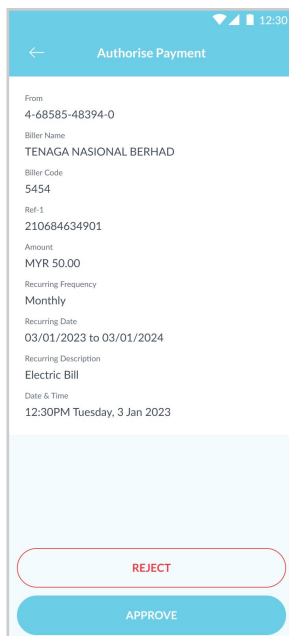 12:30
Authorise Payment
From
4-68585-48394-0
Biller Name
TENAGA NASIONAL BERHAD
Biller Code
5454
Ref-1
210684634901
Amount
MYR 50.00
Recurring Frequency
Monthly
Recurring Date
03/01/2023 to 03/01/2024
Recurring Description
Electric Bill
Date & Time
12:30PM Tuesday, 3 Jan 2023
REJECT
APPROVE